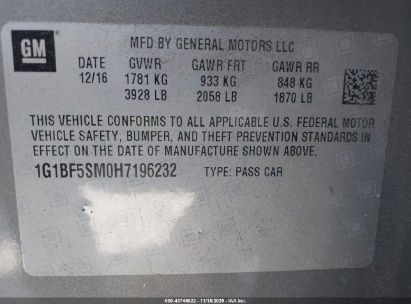 GM
MFD BY GENERAL MOTORS LLC
DATE GVWR GAWR FRT GAWR RR
12/16 1781 KG 933 KG 848 KG
3928 LB 2058 LB 1870 LB
THIS VEHICLE CONFORMS TO ALL APPLICABLE U.S. FEDERAL MOTOR
VEHICLE SAFETY, BUMPER, AND THEFT PREVENTION STANDARDS IN
EFFECT ON THE DATE OF MANUFACTURE SHOWN ABOVE.
1G1BF5SM0H7196232 TYPE: PASS CAR